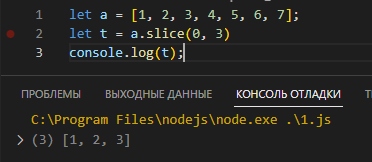 1 let a = [1, 2, 3, 4, 5, 6, 7];
2 let t = a.slice(0, 3)
3 console.log(t);
ПРОБЛЕМЫ ВЫХОДНЫЕ ДАННЫЕ КОНСОЛЬ ОТЛАДКИ
C:\Program Files\nodejs\node.exe .\1.js
> (3) [1, 2, 3]